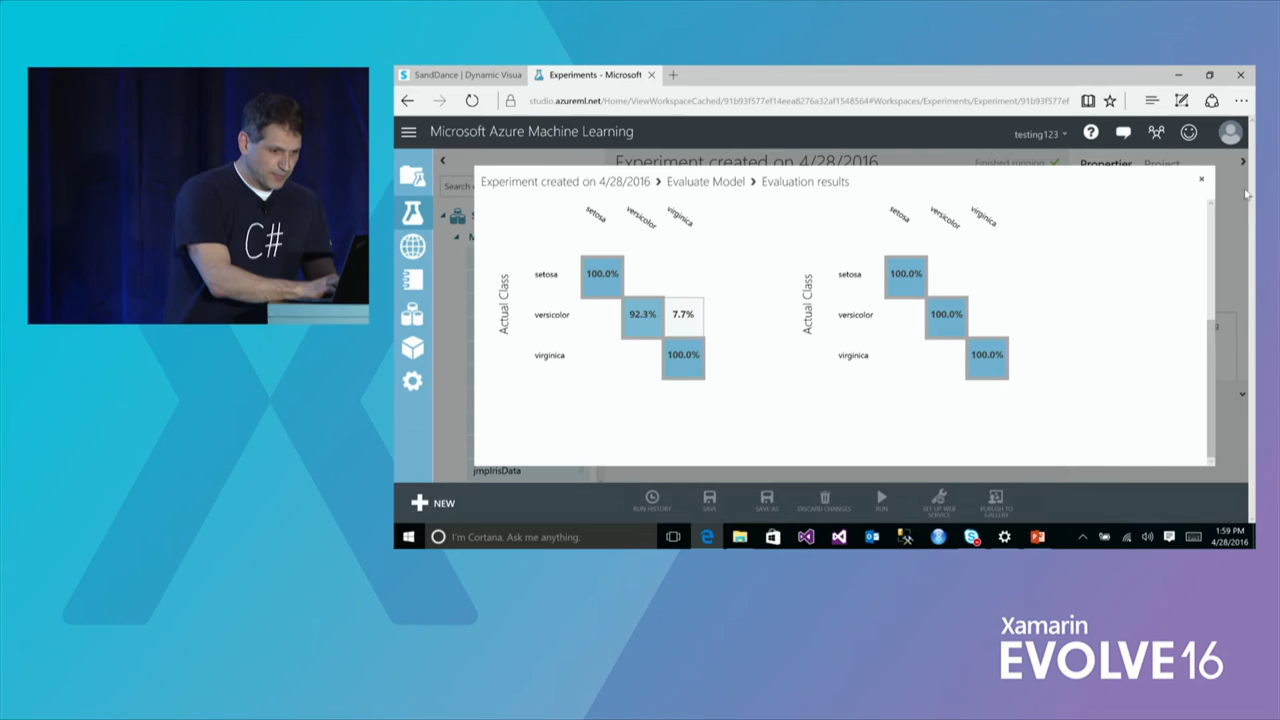 C#
SandDance | Dynamic Visua
Experiments - Microsoft
studio.azureml.net/Home/ViewWorkspaceCached/91b93f577ef14eea8276a32af1548564#Workspaces/Experiments/Experiment/91b93f577ef
Microsoft Azure Machine Learning
testing123
Experiment created on 4/28/2016
Finished running
Properties Project
Search
Experiment created on 4/28/2016 > Evaluate Model > Evaluation results
setosa versicolor virginica
setosa versicolor virginica
Actual Class
setosa 100.0%
versicolor 92.3% 7.7%
virginica 100.0%
Actual Class
setosa 100.0%
versicolor 100.0%
virginica 100.0%
jmpIrisData
NEW
RUN HISTORY SAVE SAVE AS DISCARD CHANGES RUN SET UP WEB SERVICE PUBLISH TO GALLERY
I'm Cortana. Ask me anything.
1:59 PM
4/28/2016
Xamarin
EVOLVE16